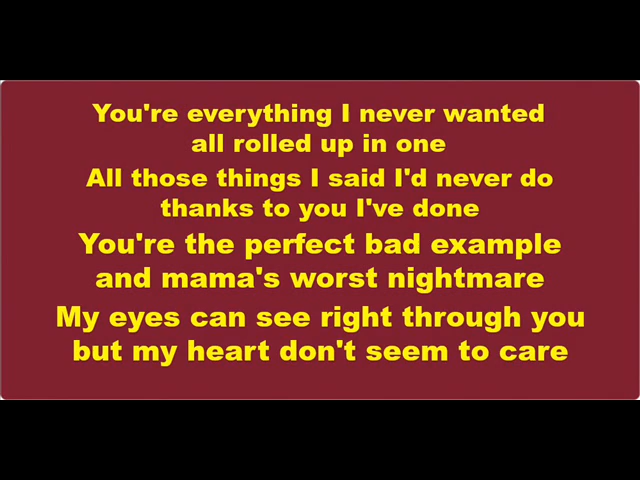 You're everything I never wanted
all rolled up in one
All those things I said I'd never do
thanks to you I've done
You're the perfect bad example
and mama's worst nightmare
My eyes can see right through you
but my heart don't seem to care